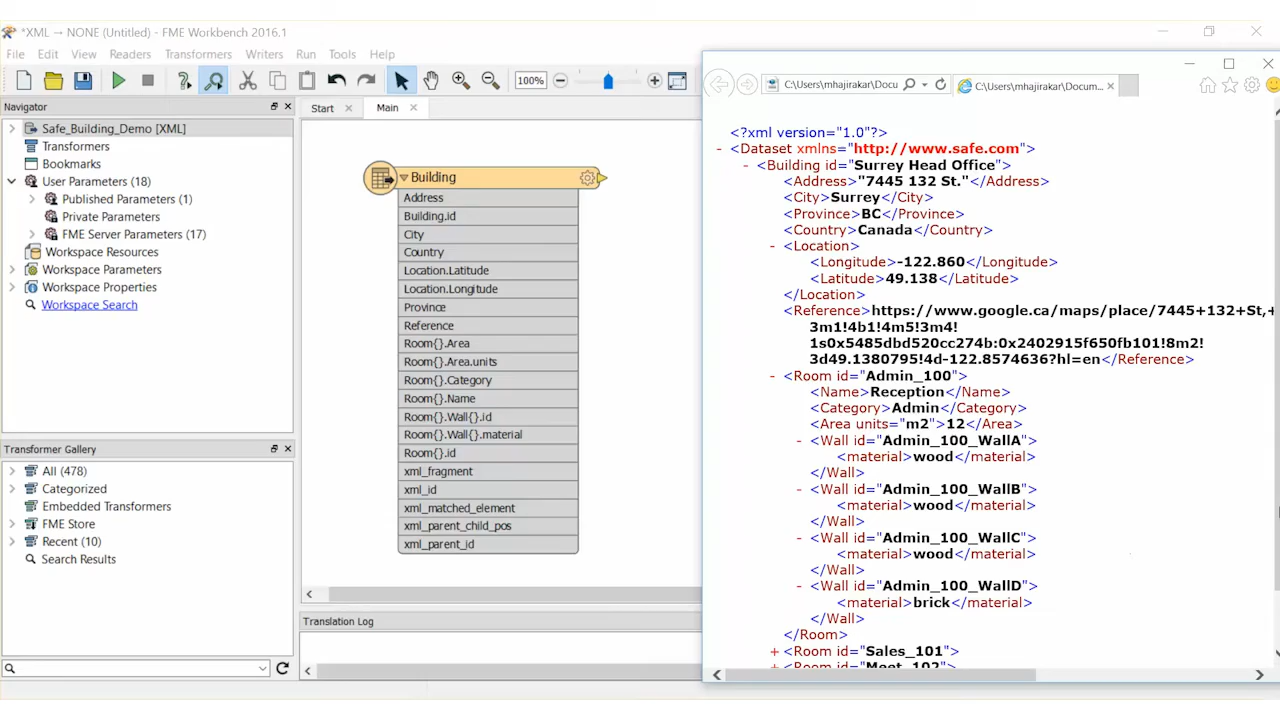 *XML → NONE (Untitled) - FME Workbench 2016.1
File Edit View Readers Transformers Writers Run Tools Help
100%
Navigator
Safe_Building_Demo [XML]
Transformers
Bookmarks
User Parameters (18)
Published Parameters (1)
Private Parameters
FME Server Parameters (17)
Workspace Resources
Workspace Parameters
Workspace Properties
Workspace Search
Transformer Gallery
All (478)
Categorized
Embedded Transformers
FME Store
Recent (10)
Search Results
Start
Main
Building
Address
Building.id
City
Country
Location.Latitude
Location.Longitude
Province
Reference
Room{}.Area
Room{}.Area.units
Room{}.Category
Room{}.Name
Room{}.Wall{}.id
Room{}.Wall{}.material
Room{}.id
xml_fragment
xml_id
xml_matched_element
xml_parent_child_pos
xml_parent_id
Translation Log
C:\Users\mhajirakar\Docu
C:\Users\mhajirakar\Docum...
<?xml version="1.0"?>
- <Dataset xmlns="http://www.safe.com">
- <Building id="Surrey Head Office">
<Address>"7445 132 St."</Address>
<City>Surrey</City>
<Province>BC</Province>
<Country>Canada</Country>
- <Location>
<Longitude>-122.860</Longitude>
<Latitude>49.138</Latitude>
</Location>
<Reference>https://www.google.ca/maps/place/7445+132+St,+
3m1!4b1!4m5!3m4!
1s0x5485dbd520cc274b:0x2402915f650fb101!8m2!
3d49.1380795!4d-122.8574636?hl=en</Reference>
- <Room id="Admin_100">
<Name>Reception</Name>
<Category>Admin</Category>
<Area units="m2">12</Area>
- <Wall id="Admin_100_WallA">
<material>wood</material>
</Wall>
- <Wall id="Admin_100_WallB">
<material>wood</material>
</Wall>
- <Wall id="Admin_100_WallC">
<material>wood</material>
</Wall>
- <Wall id="Admin_100_WallD">
<material>brick</material>
</Wall>
</Room>
+ <Room id="Sales_101">
+ <Room id="Meet_102">